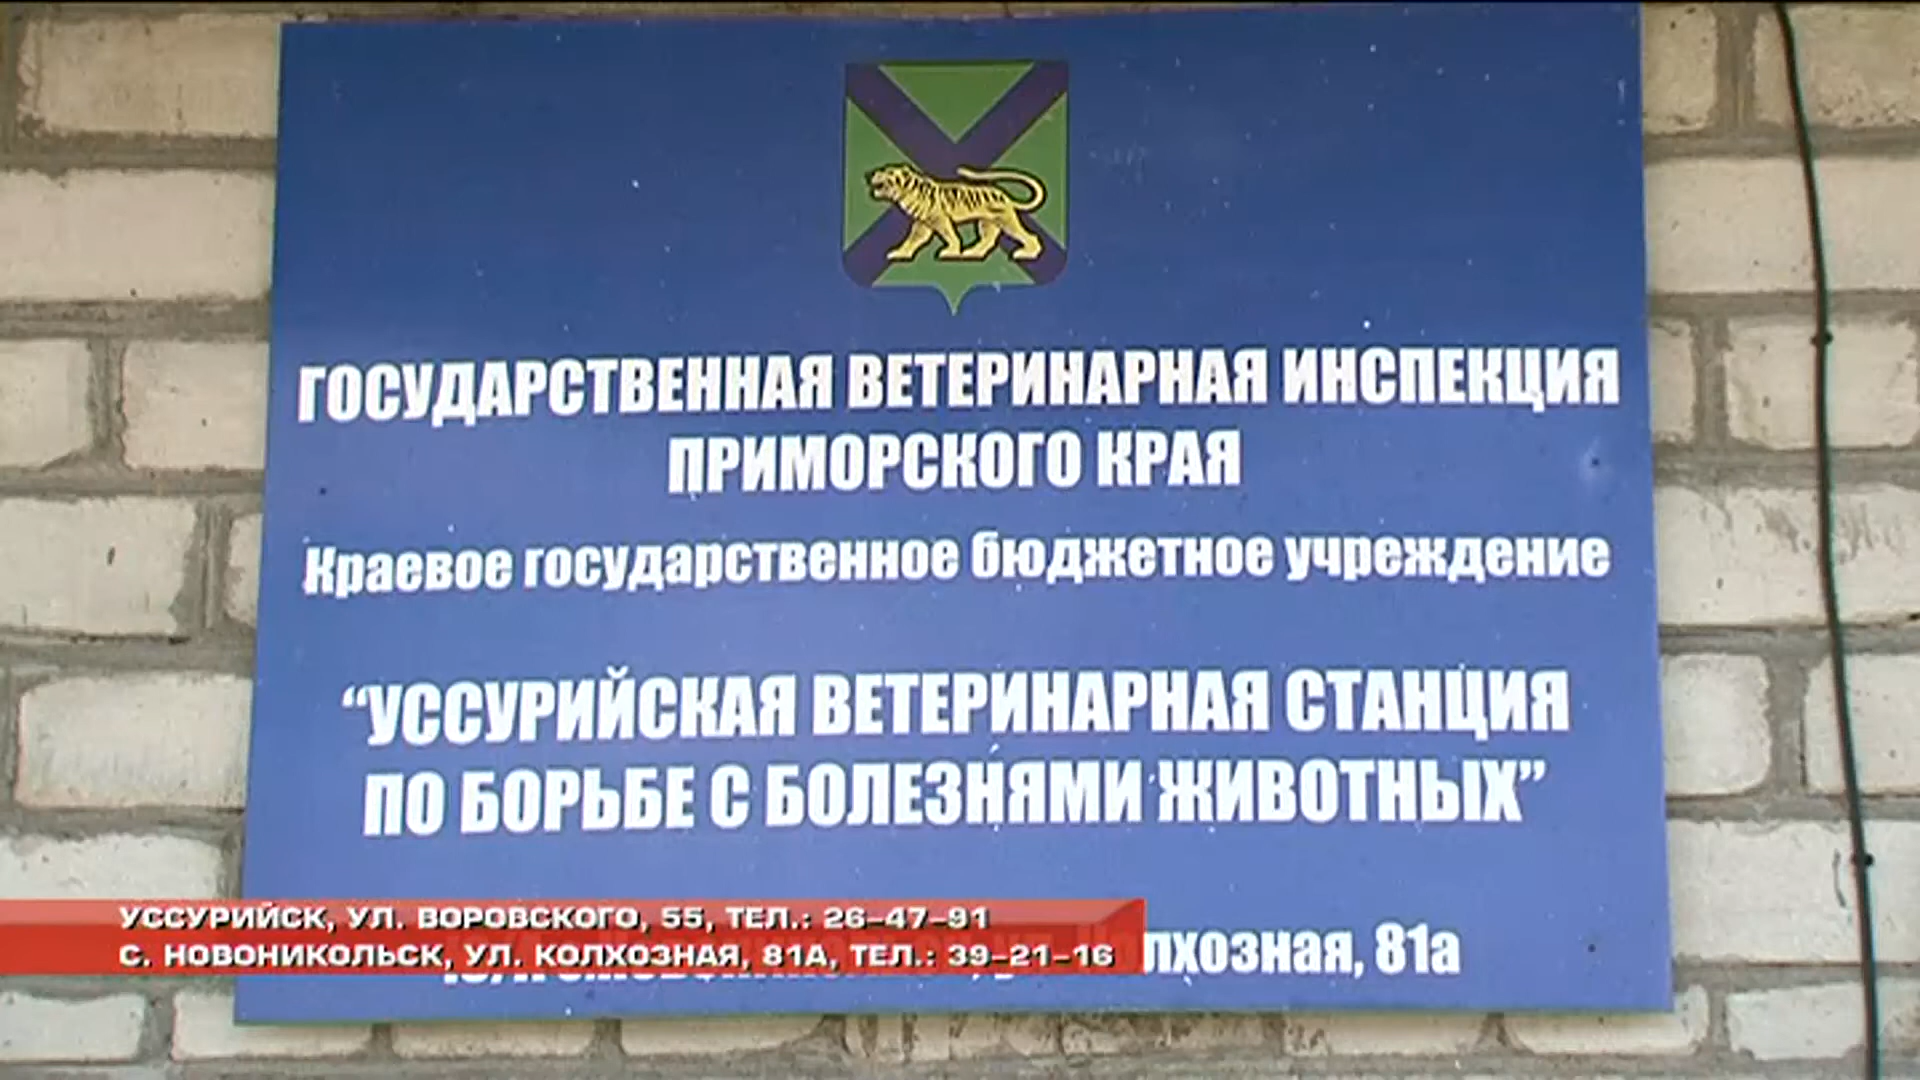 ГОСУДАРСТВЕННАЯ ВЕТЕРИНАРНАЯ ИНСПЕКЦИЯ
ПРИМОРСКОГО КРАЯ
Краевое государственное бюджетное учреждение
“УССУРИЙСКАЯ ВЕТЕРИНАРНАЯ СТАНЦИЯ
ПО БОРЬБЕ С БОЛЕЗНЯМИ ЖИВОТНЫХ”
81а
УССУРИЙСК, УЛ. ВОРОВСКОГО, 55, ТЕЛ.: 26-47-91
С. НОВОНИКОЛЬСК, УЛ. КОЛХОЗНАЯ, 81А, ТЕЛ.: 39-21-16